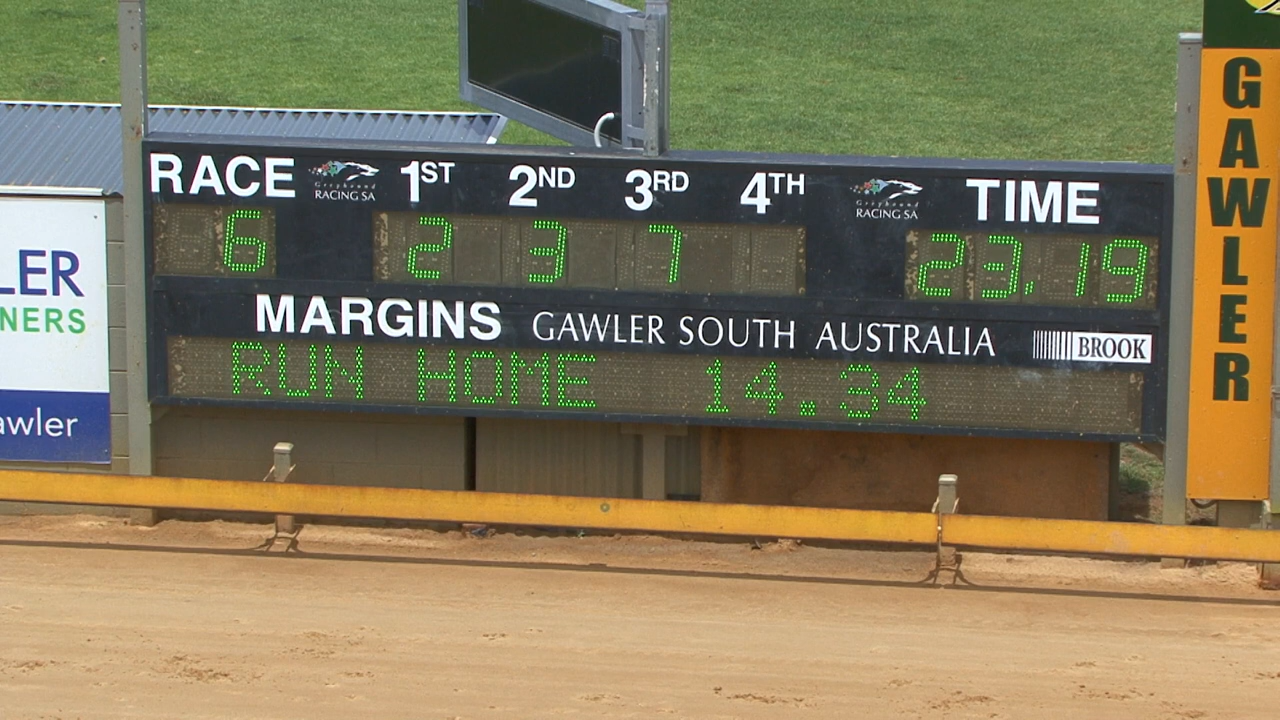 RACE
Greyhound
RACING SA
1ST 2ND 3RD 4TH
Greyhound
RACING SA
TIME
6 2 3 7 23.19
MARGINS GAWLER SOUTH AUSTRALIA BROOK
RUN HOME 14.34
LER
NERS
awler
GAWLER